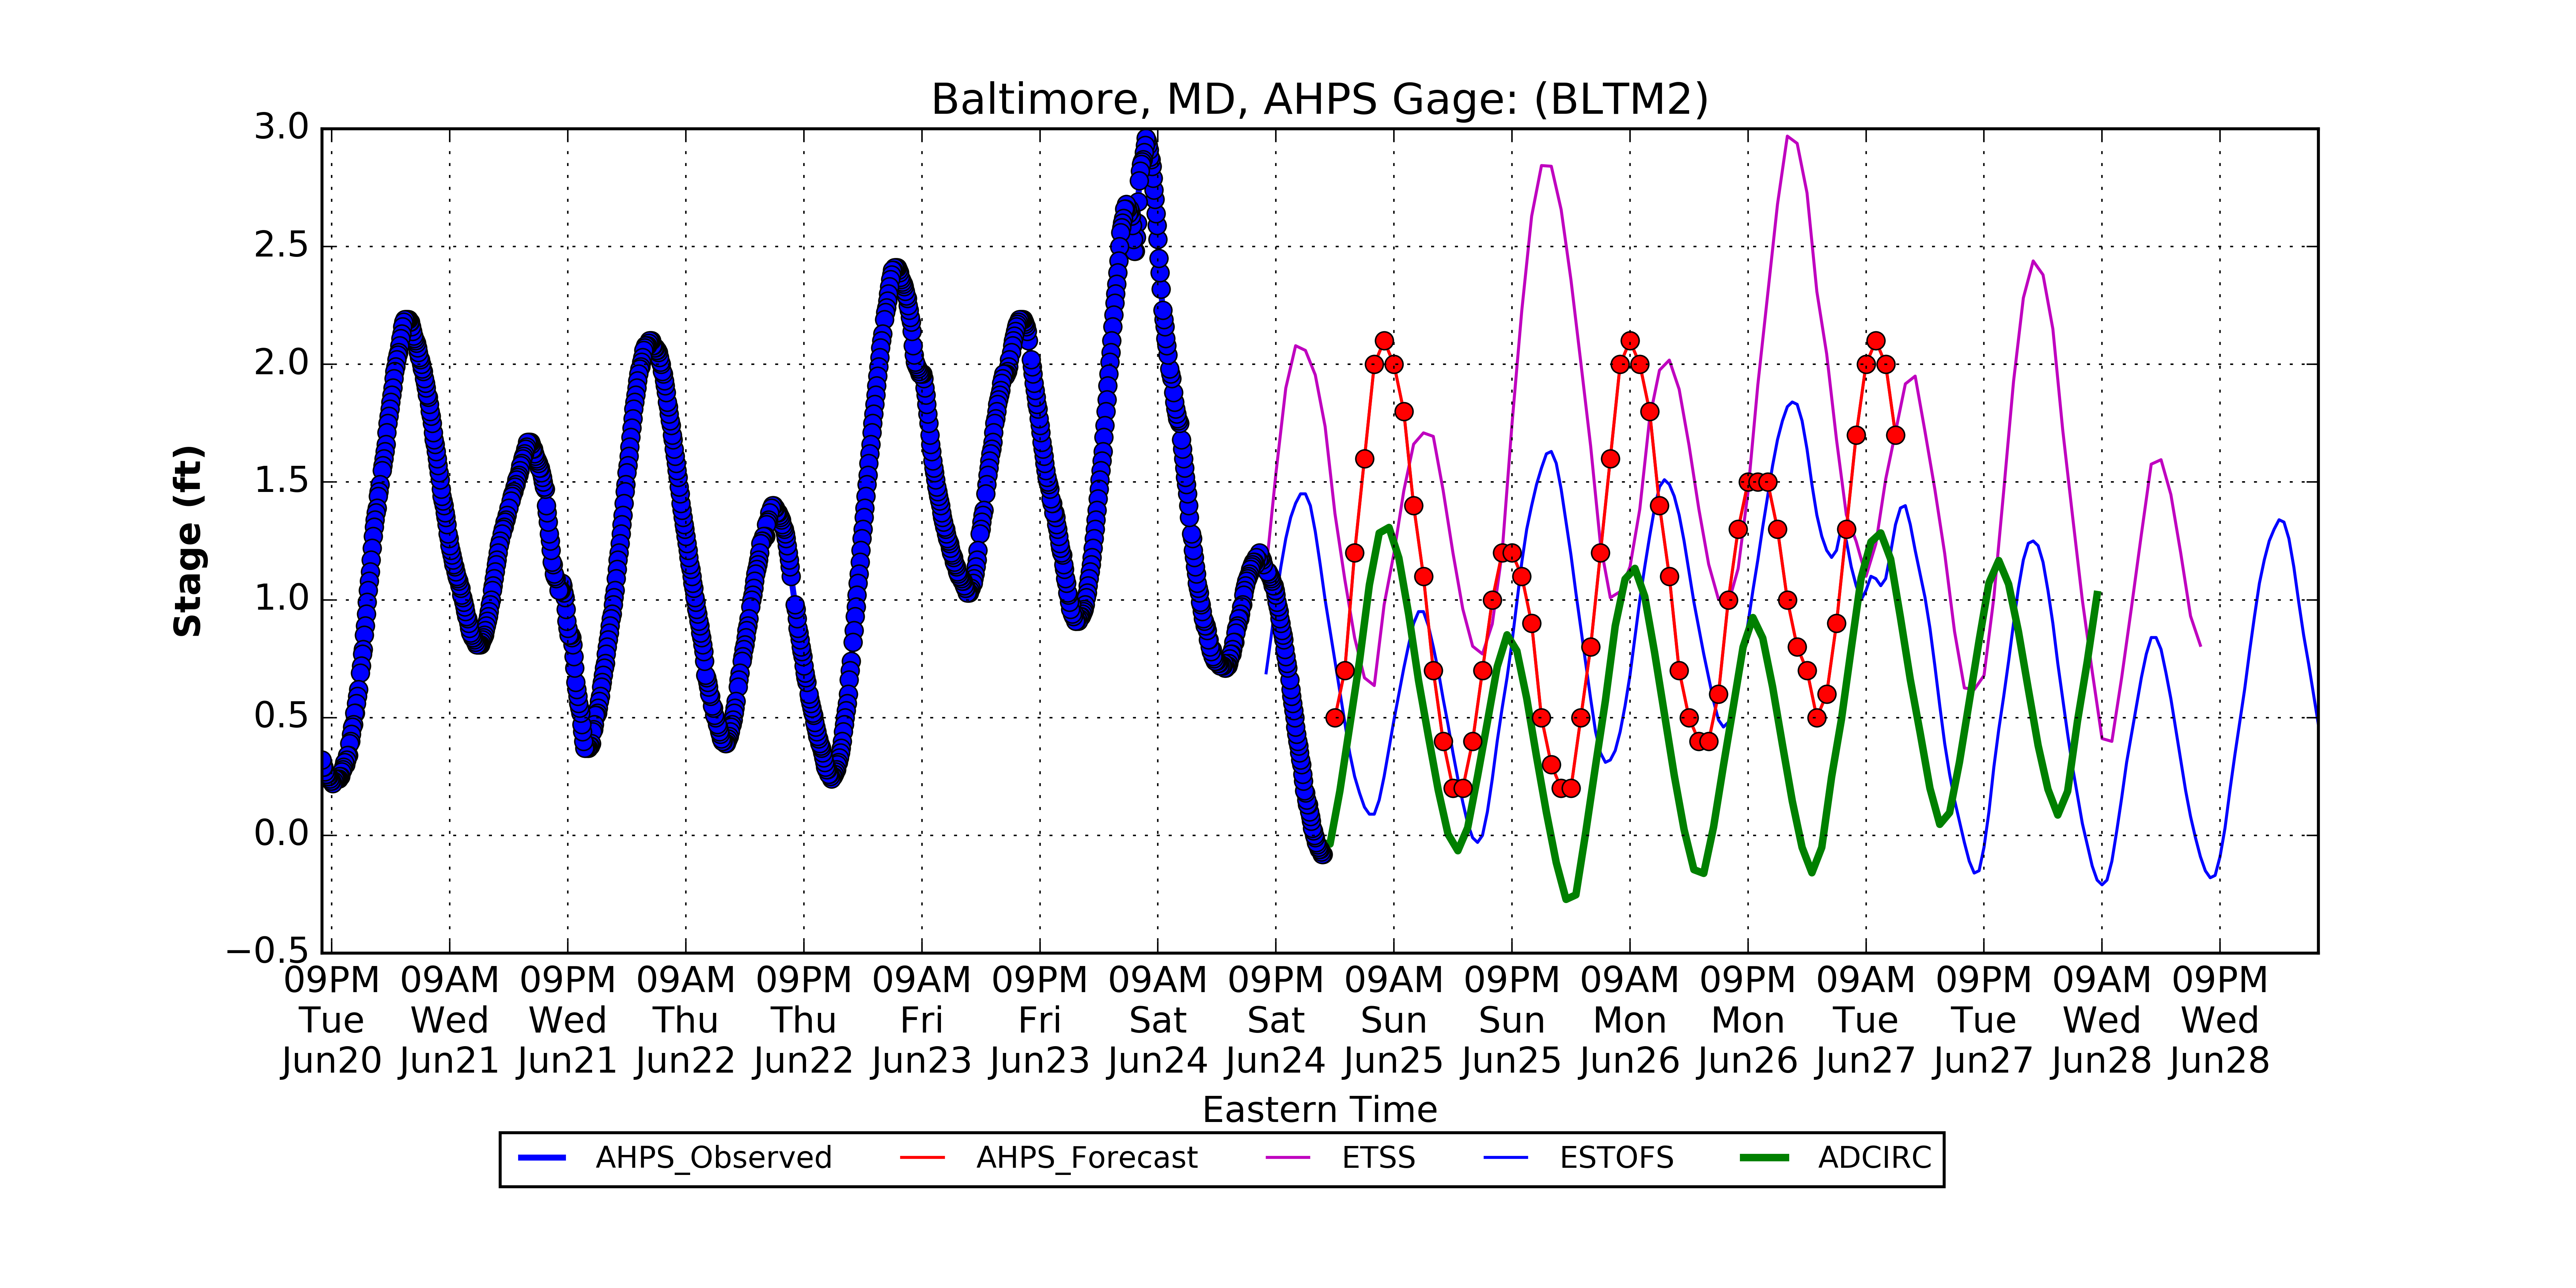 Baltimore, MD, AHPS Gage: (BLTM2)
3.0
2.5
2.0
1.5
1.0
0.5
0.0
−0.5
Stage (ft)
09PM 09AM 09PM 09AM 09PM 09AM 09PM 09AM 09PM 09AM 09PM 09AM 09PM 09AM 09PM 09AM 09PM
Tue Wed Wed Thu Thu Fri Fri Sat Sat Sun Sun Mon Mon Tue Tue Wed Wed
Jun20 Jun21 Jun21 Jun22 Jun22 Jun23 Jun23 Jun24 Jun24 Jun25 Jun25 Jun26 Jun26 Jun27 Jun27 Jun28 Jun28
Eastern Time
AHPS_Observed AHPS_Forecast ETSS ESTOFS ADCIRC